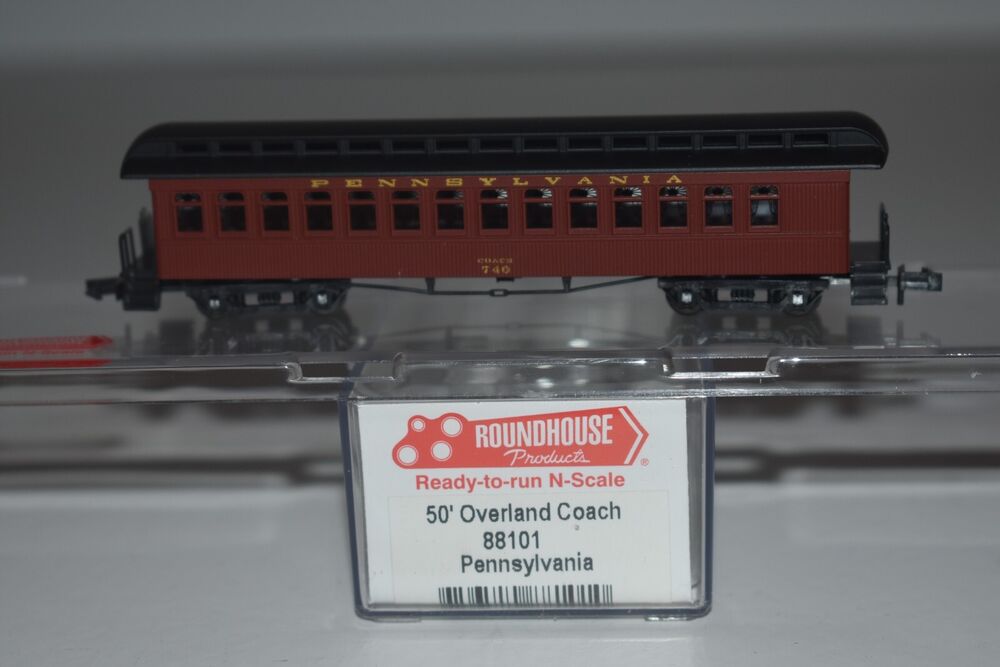 PENNSYLVANIA
COACH
740
ROUNDHOUSE
Products
®
Ready-to-run N-Scale
50' Overland Coach
88101
Pennsylvania